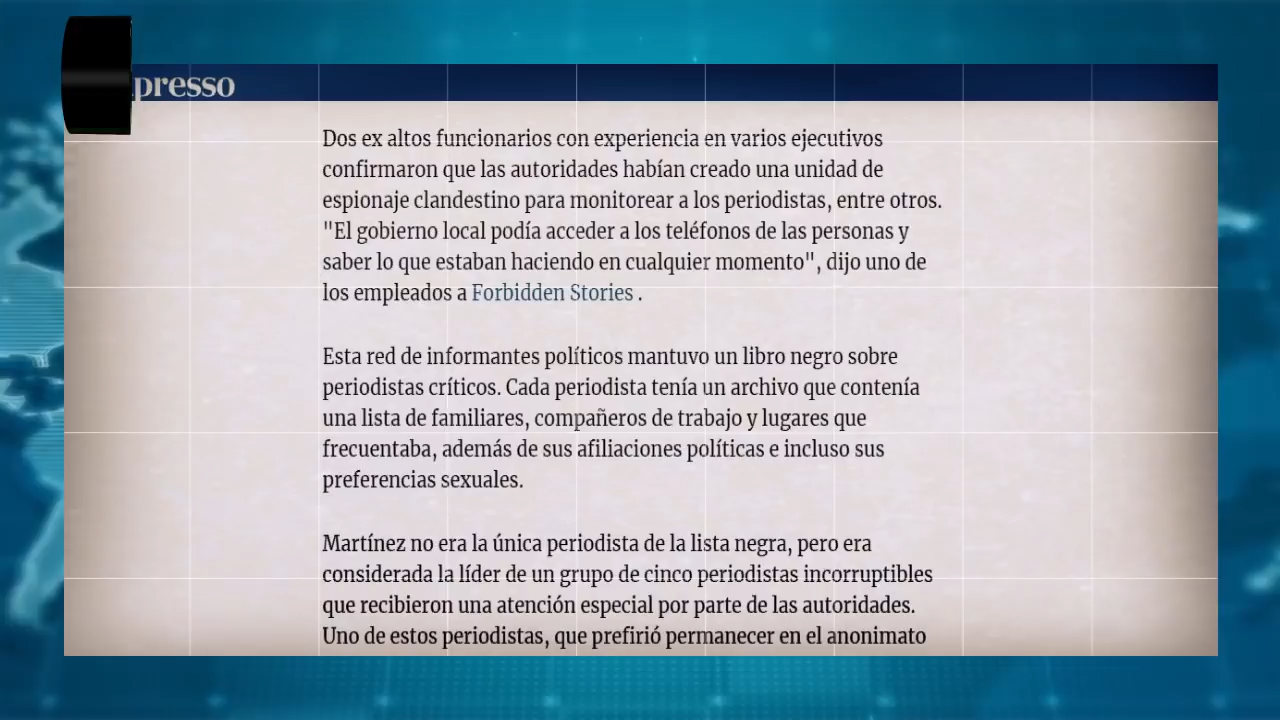 presso
Dos ex altos funcionarios con experiencia en varios ejecutivos
confirmaron que las autoridades habían creado una unidad de
espionaje clandestino para monitorear a los periodistas, entre otros.
"El gobierno local podía acceder a los teléfonos de las personas y
saber lo que estaban haciendo en cualquier momento", dijo uno de
los empleados a Forbidden Stories .
Esta red de informantes políticos mantuvo un libro negro sobre
periodistas críticos. Cada periodista tenía un archivo que contenía
una lista de familiares, compañeros de trabajo y lugares que
frecuentaba, además de sus afiliaciones políticas e incluso sus
preferencias sexuales.
Martínez no era la única periodista de la lista negra, pero era
considerada la líder de un grupo de cinco periodistas incorruptibles
que recibieron una atención especial por parte de las autoridades.
Uno de estos periodistas, que prefirió permanecer en el anonimato